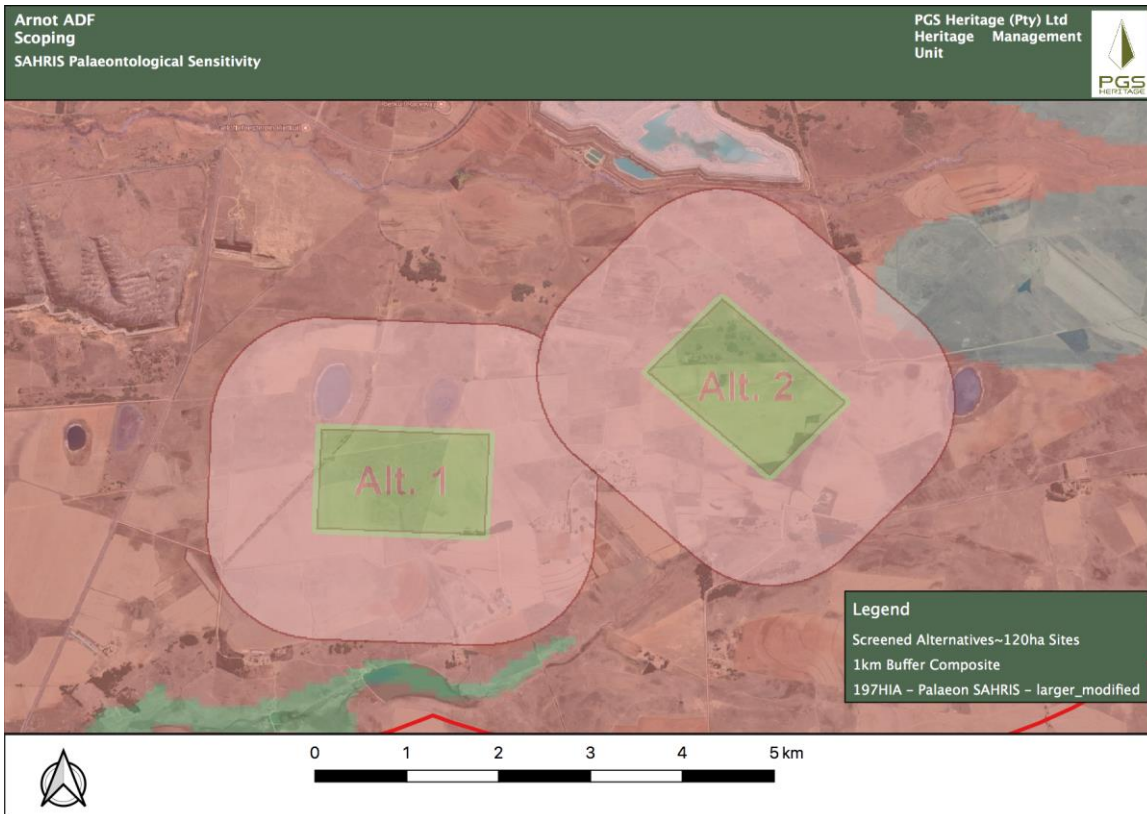 Arnot ADF
Scoping
SAHRIS Palaeontological Sensitivity
PGS Heritage (Pty) Ltd
Heritage Management
Unit
PGS
HERITAGE
Alt. 1
Alt. 2
Legend
Screened Alternatives~120ha Sites
1km Buffer Composite
197HIA - Palaeon SAHRIS - larger_modified
0 1 2 3 4 5 km